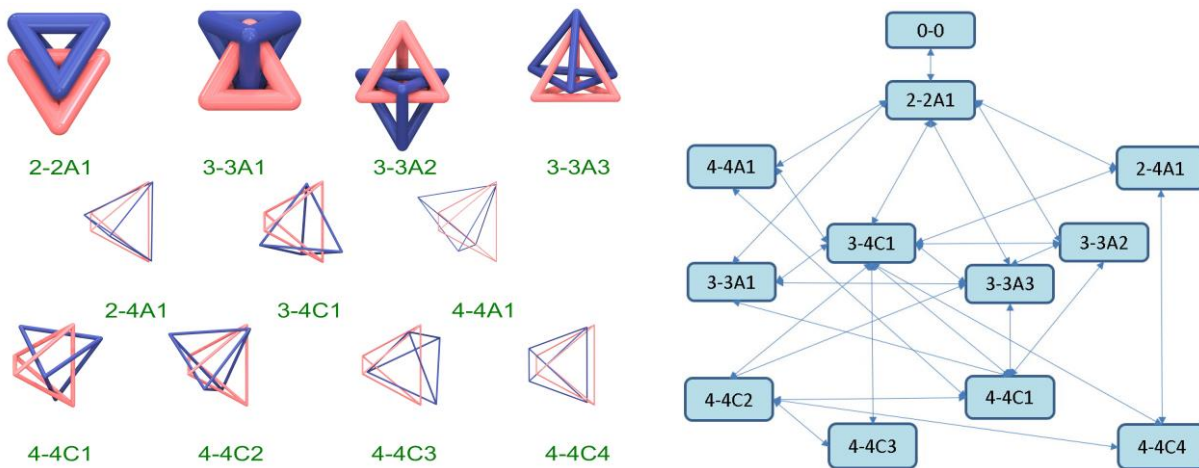 2-2A1 3-3A1 3-3A2 3-3A3
2-4A1 3-4C1 4-4A1
4-4C1 4-4C2 4-4C3 4-4C4
0-0
2-2A1
4-4A1 2-4A1
3-4C1 3-3A2
3-3A1 3-3A3
4-4C2 4-4C1
4-4C3 4-4C4